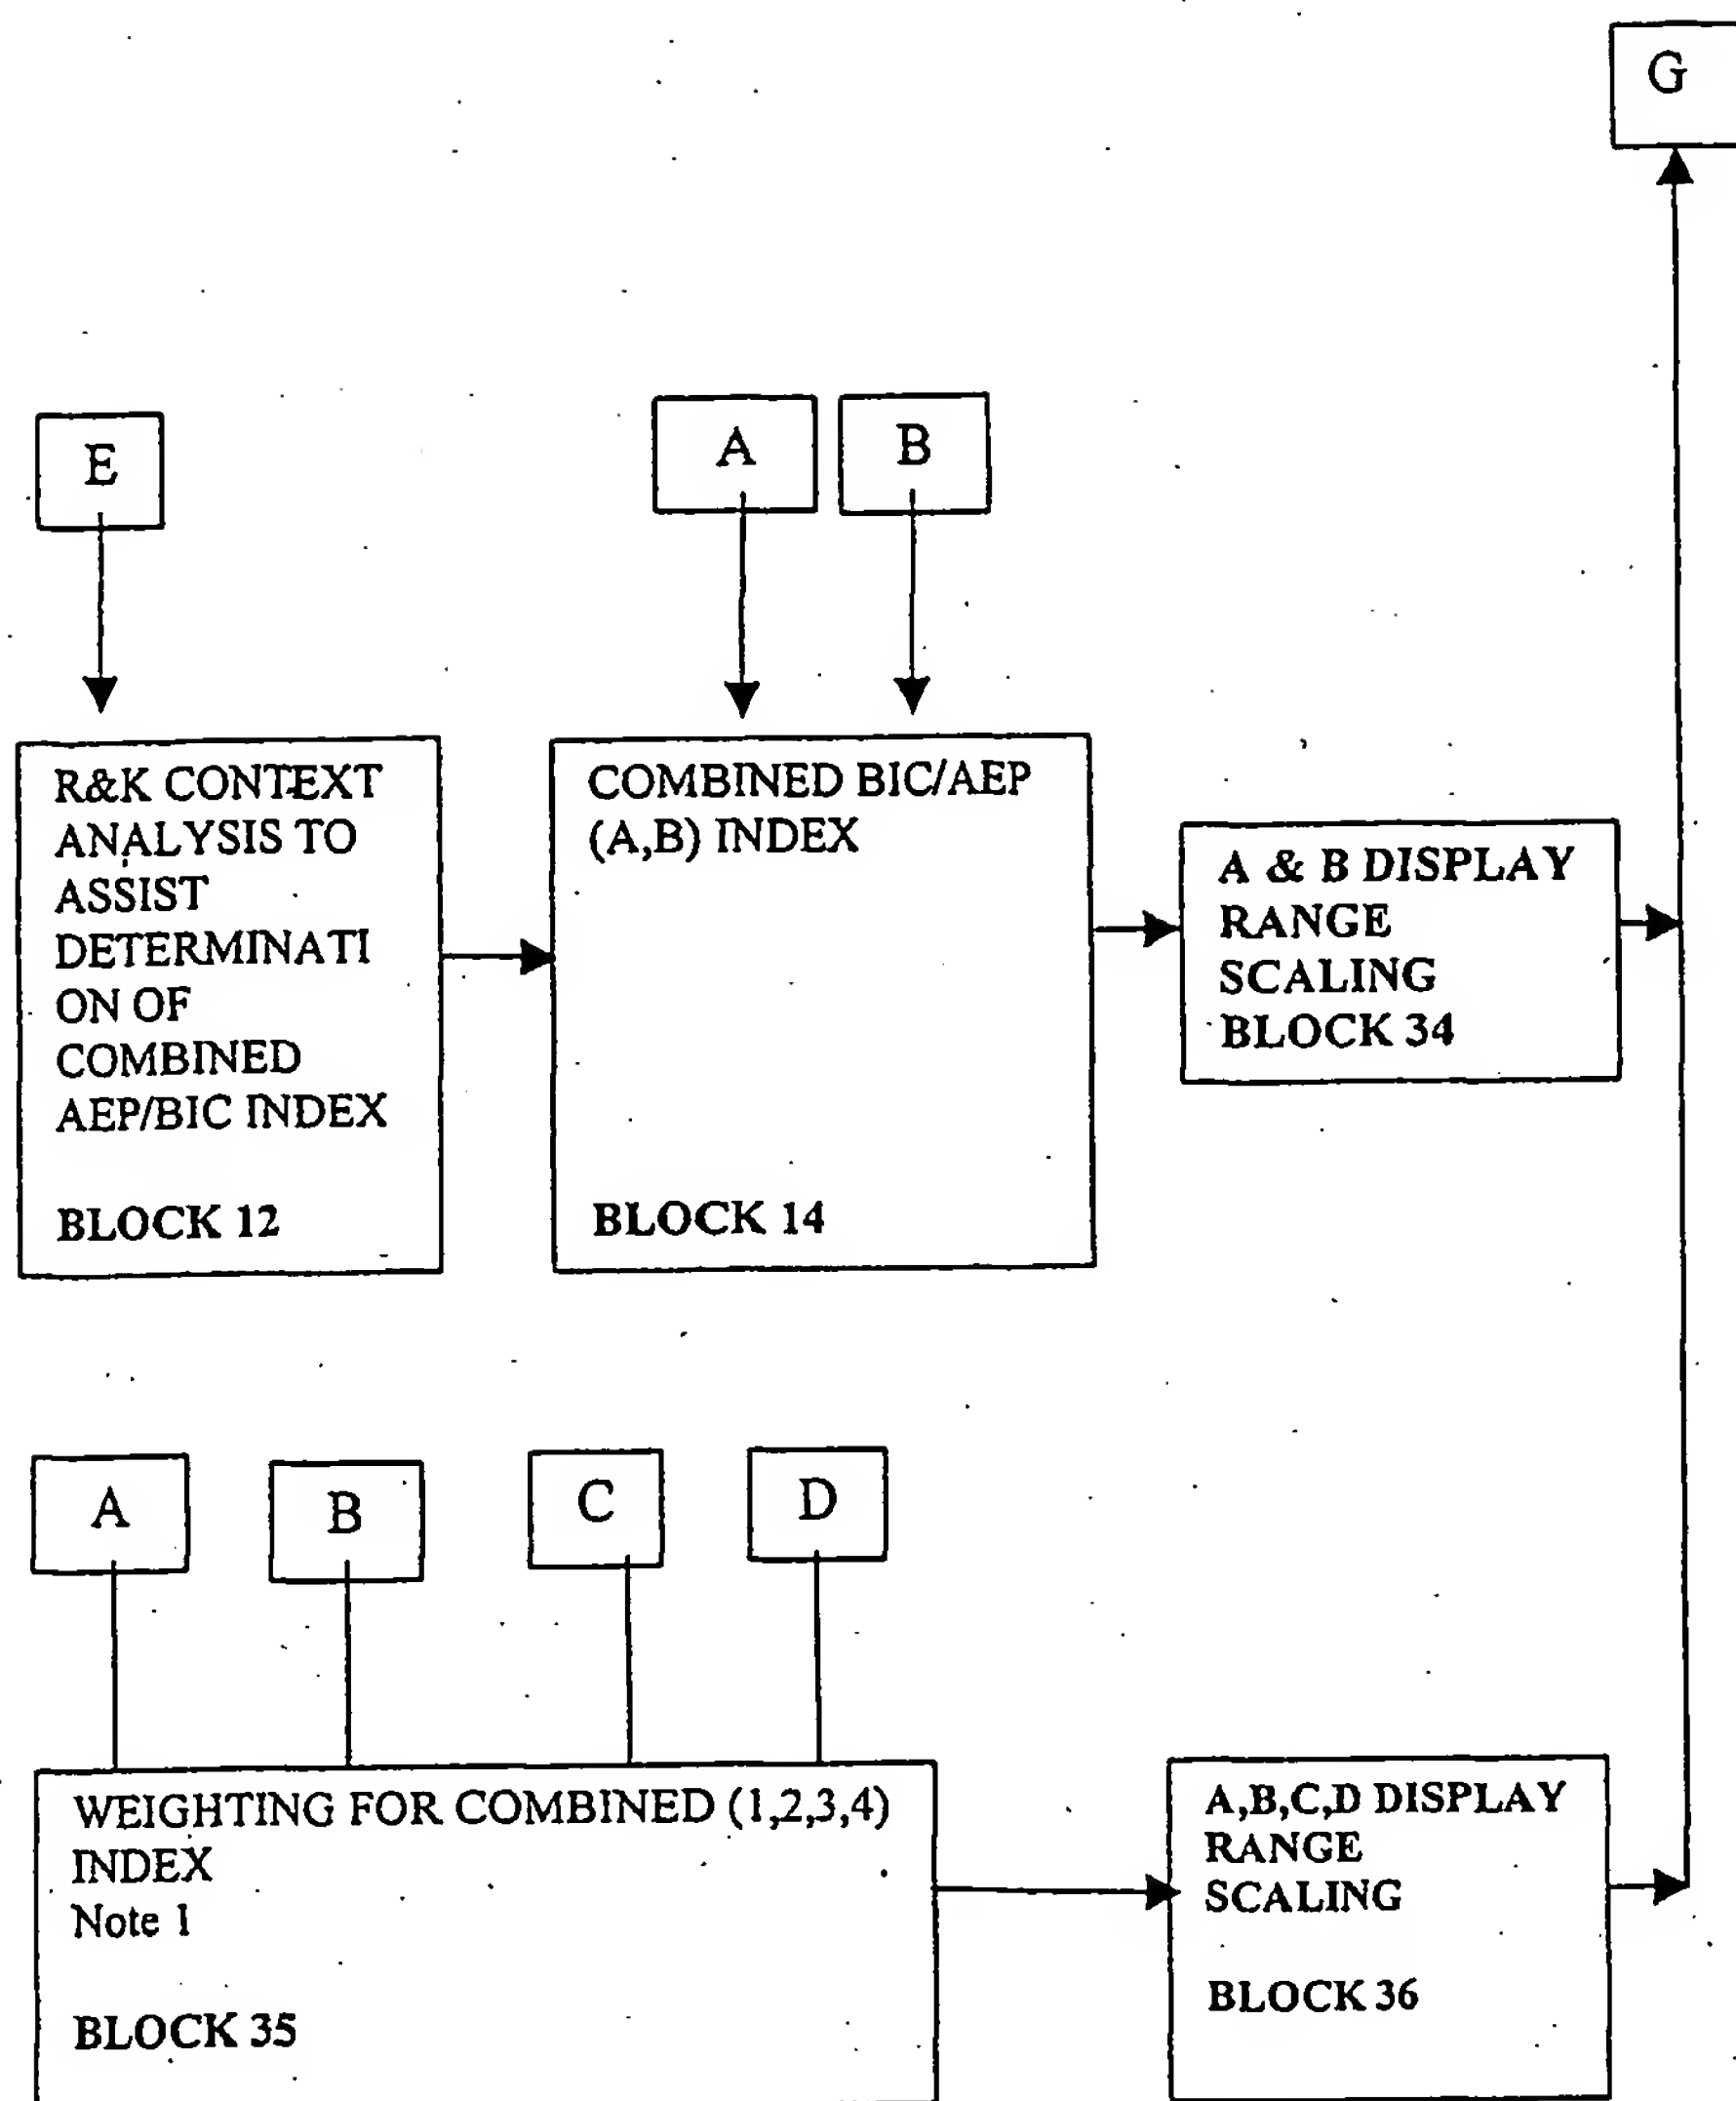 G
E
A
B
R&K CONTEXT
ANALYSIS TO
ASSIST
DETERMINATI
ON OF
COMBINED
AEP/BIC INDEX
BLOCK 12
COMBINED BIC/AEP
(A,B) INDEX
BLOCK 14
A & B DISPLAY
RANGE
SCALING
BLOCK 34
A
B
C
D
WEIGHTING FOR COMBINED (1,2,3,4)
INDEX
Note 1
BLOCK 35
A,B,C,D DISPLAY
RANGE
SCALING
BLOCK 36